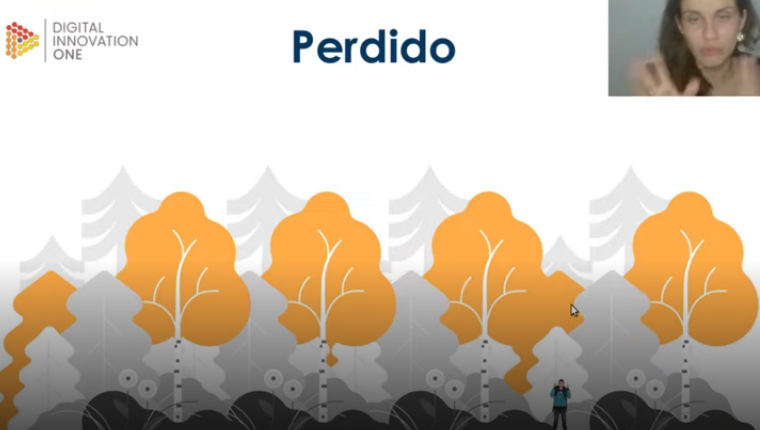 DIGITAL
INNOVATION
ONE
Perdido